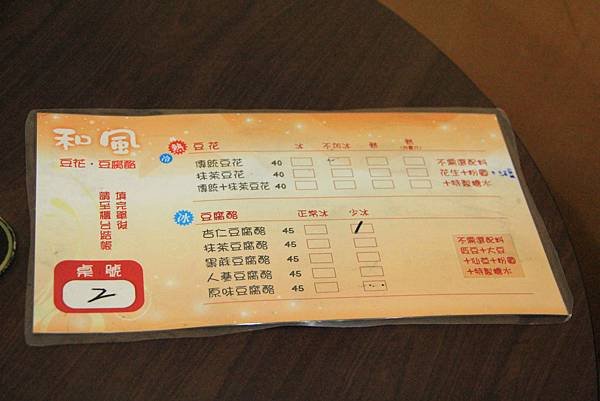 和風
豆花・豆腐酪
填完單後
請至櫃台結帳
桌號
2
熱 冷 豆花 冰 不加冰 熱 熱
傳統豆花 40
抹茶豆花 40
傳統+抹茶豆花 40
不需選配料
花生+粉圓
+特製糖水
冰 豆腐酪 正常冰 少冰
杏仁豆腐酪 45
抹茶豆腐酪 45
雪蔴豆腐酪 45
人蔘豆腐酪 45
原味豆腐酪 45
不需選配料
紅豆+大豆
+仙草+粉圓
+特製糖水